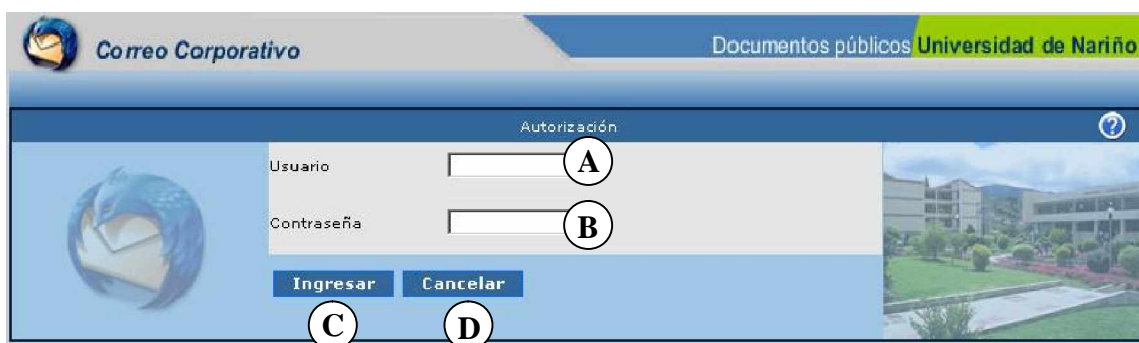 Correo Corporativo
Documentos públicos Universidad de Nariño
Autorización
?
Usuario A
Contraseña B
Ingresar Cancelar
C D